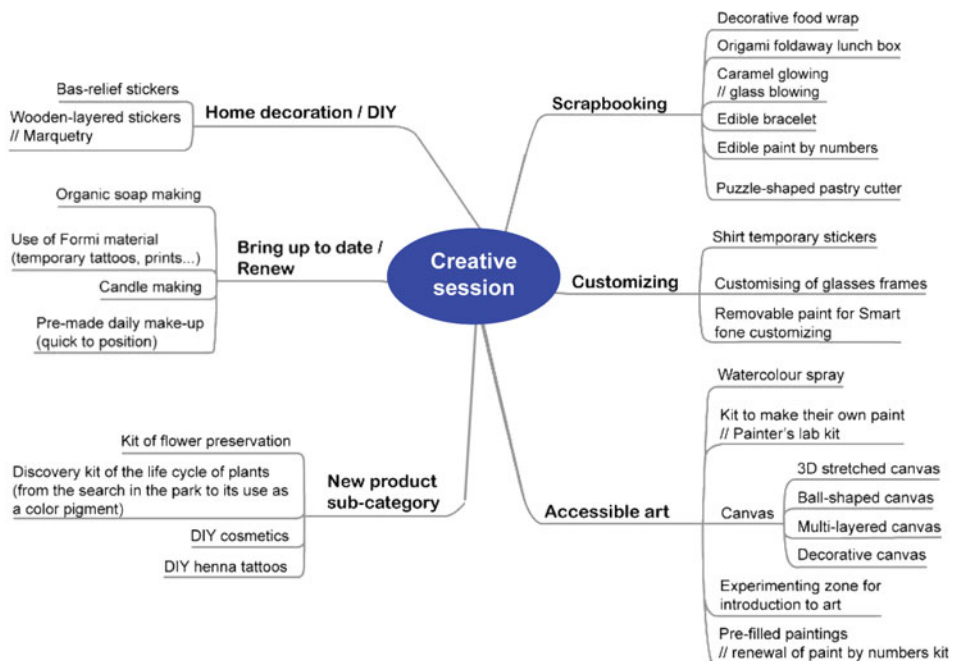 Creative
session
Home decoration / DIY
Bas-relief stickers
Wooden-layered stickers
// Marquetry
Bring up to date /
Renew
Organic soap making
Use of Formi material
(temporary tattoos, prints...)
Candle making
Pre-made daily make-up
(quick to position)
New product
sub-category
Kit of flower preservation
Discovery kit of the life cycle of plants
(from the search in the park to its use as
a color pigment)
DIY cosmetics
DIY henna tattoos
Scrapbooking
Decorative food wrap
Origami foldaway lunch box
Caramel glowing
// glass blowing
Edible bracelet
Edible paint by numbers
Puzzle-shaped pastry cutter
Customizing
Shirt temporary stickers
Customising of glasses frames
Removable paint for Smart
fone customizing
Accessible art
Watercolour spray
Kit to make their own paint
// Painter's lab kit
Canvas
3D stretched canvas
Ball-shaped canvas
Multi-layered canvas
Decorative canvas
Experimenting zone for
introduction to art
Pre-filled paintings
// renewal of paint by numbers kit